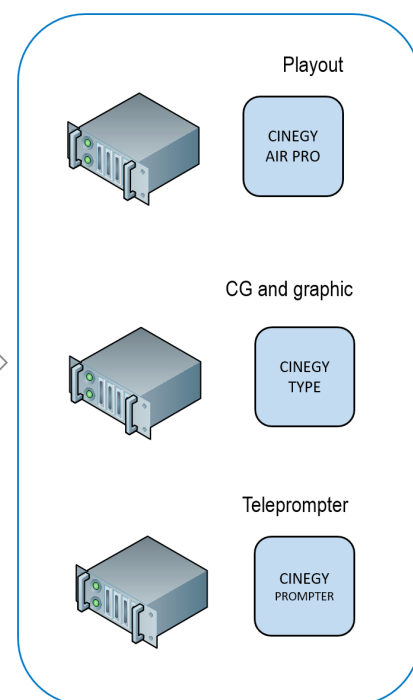 Playout
CINEGY
AIR PRO
CG and graphic
CINEGY
TYPE
Teleprompter
CINEGY
PROMPTER